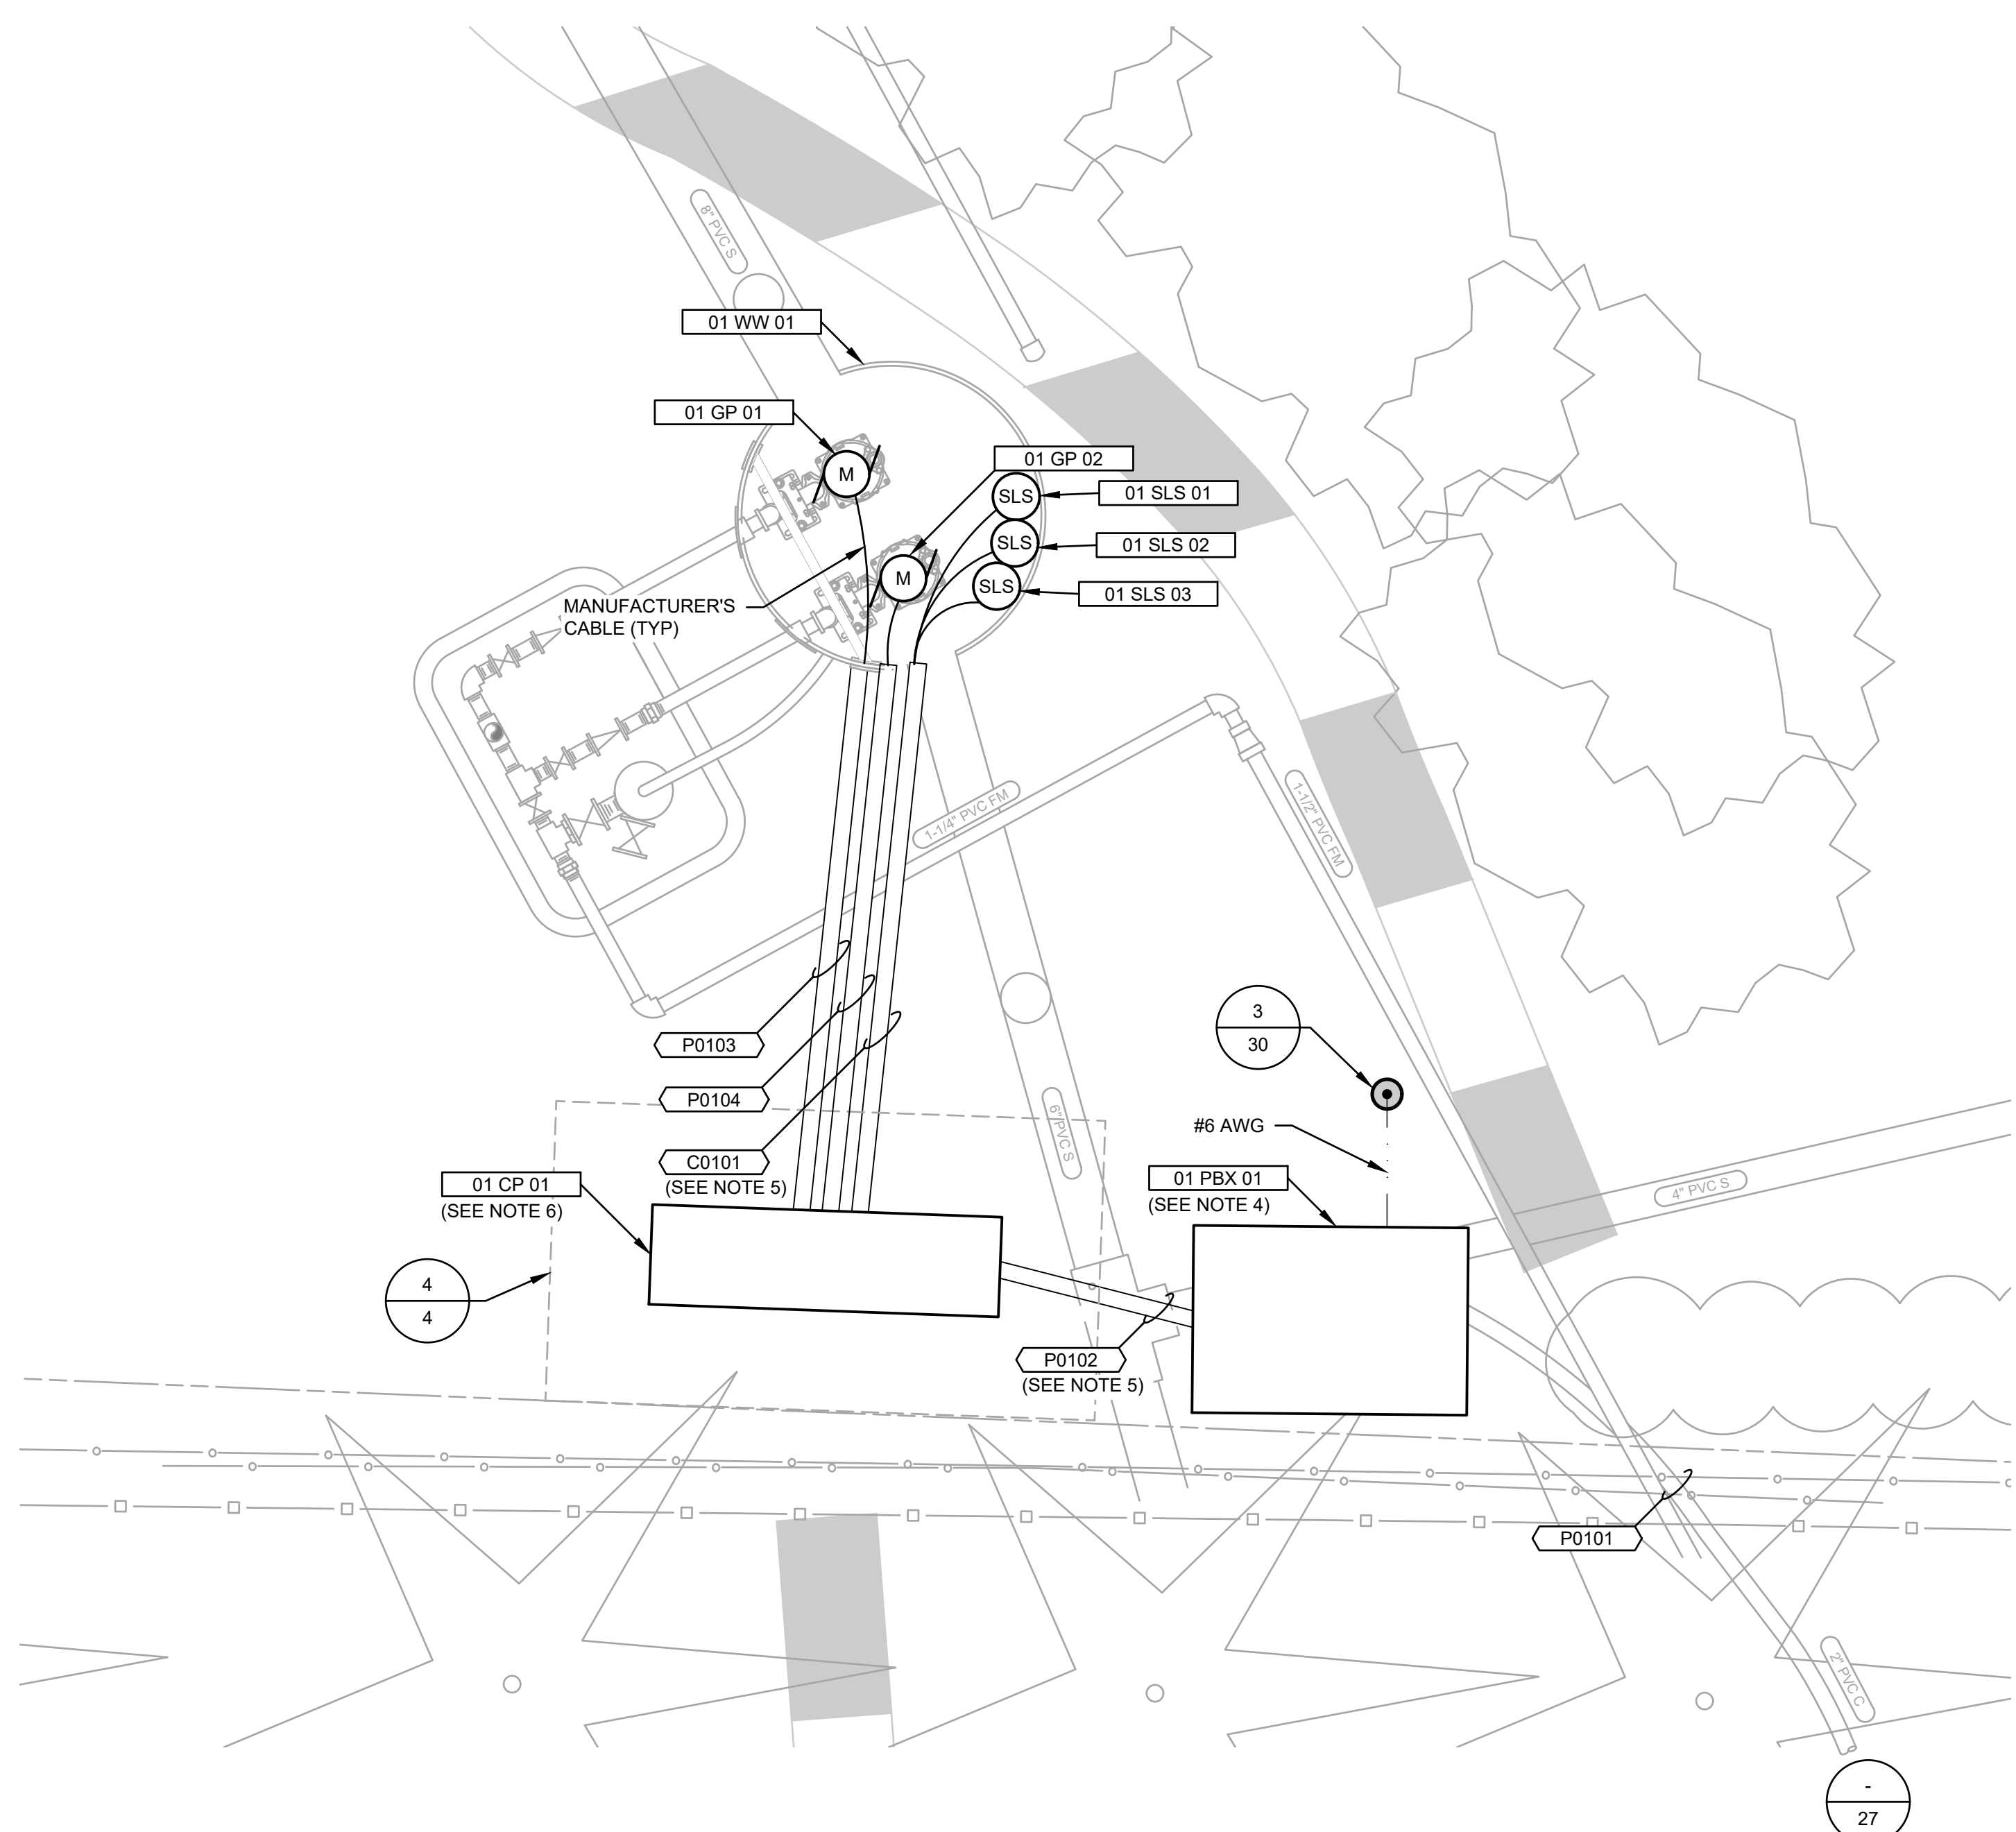 8" PVC S
01 WW 01
01 GP 01
M
01 GP 02
SLS
01 SLS 01
SLS
01 SLS 02
M
SLS
01 SLS 03
MANUFACTURER'S
CABLE (TYP)
1-1/4" PVC FM
1-1/2" PVC FM
P0103
3
30
P0104
6" PVC S
#6 AWG
C0101
(SEE NOTE 5)
01 CP 01
(SEE NOTE 6)
01 PBX 01
(SEE NOTE 4)
4" PVC S
4
4
P0102
(SEE NOTE 5)
P0101
2" PVC C
-
27